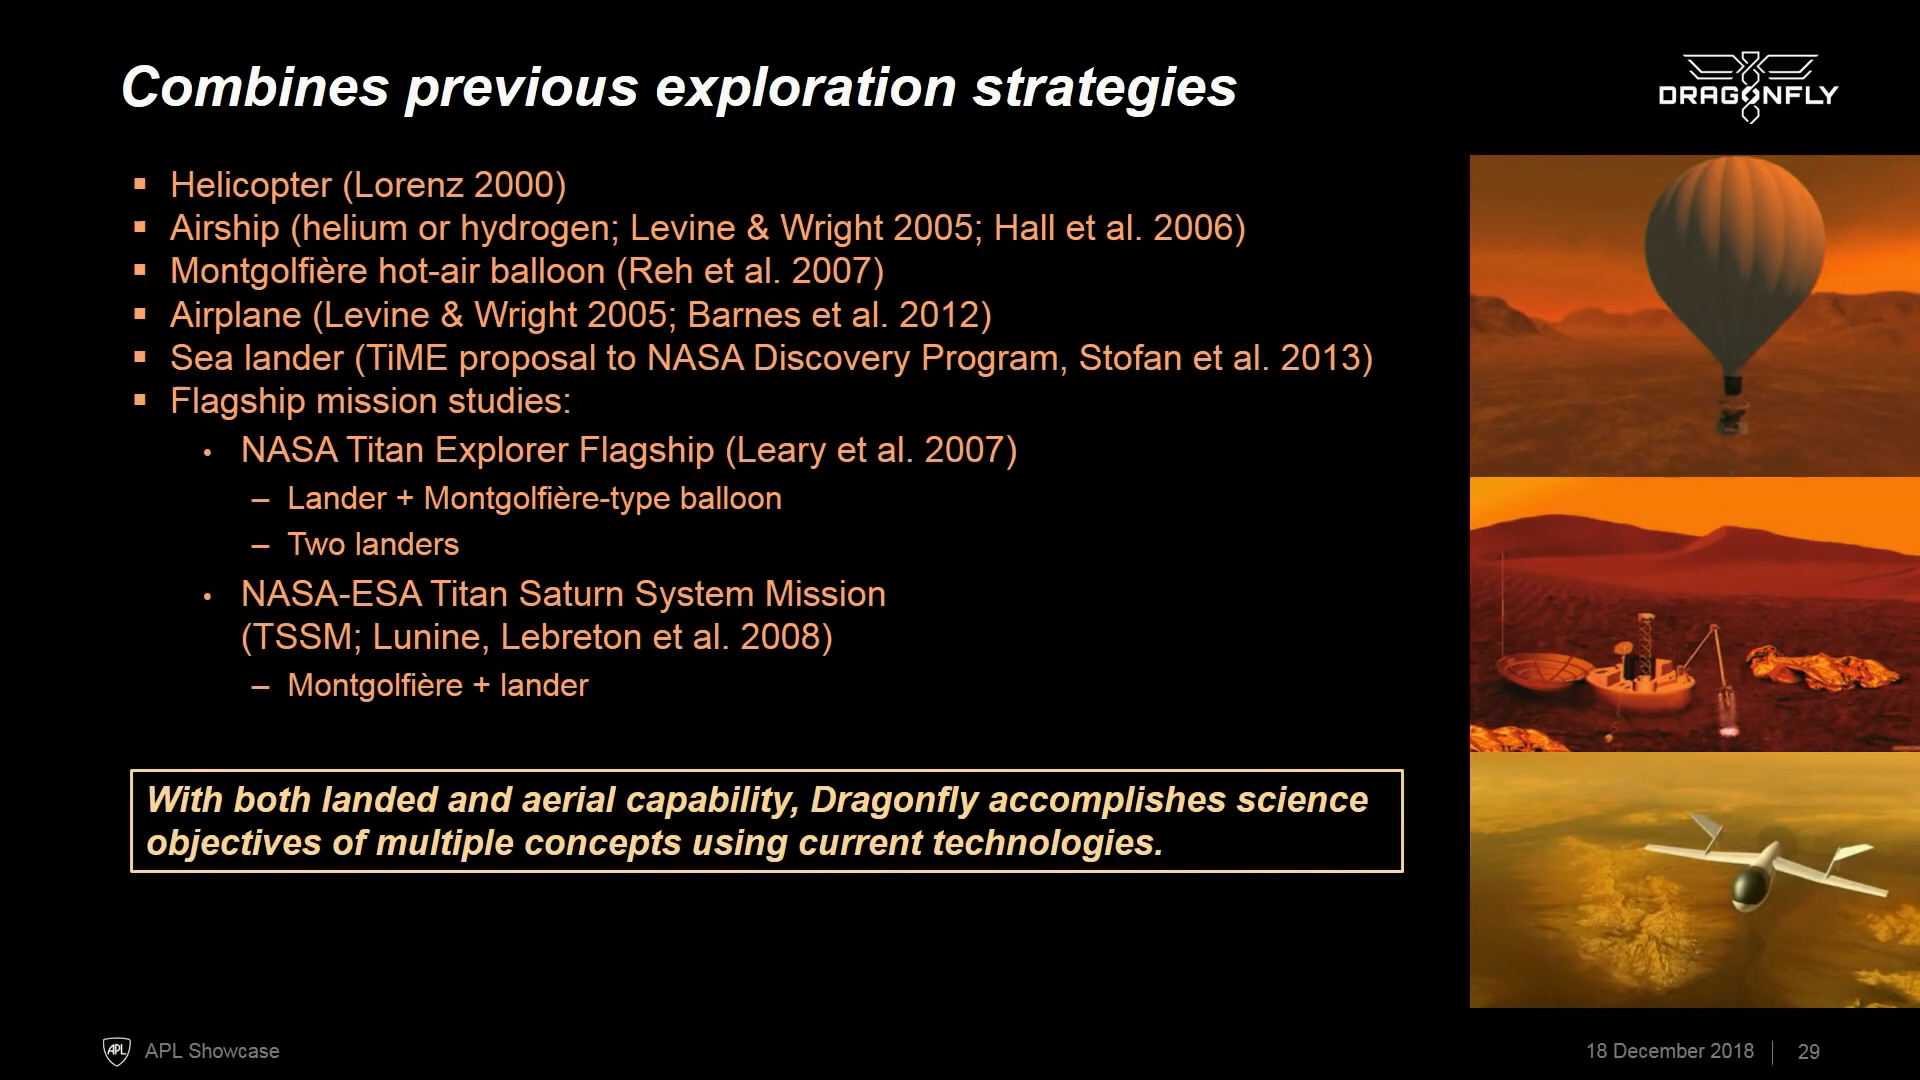 Combines previous exploration strategies
DRAGONFLY
▪ Helicopter (Lorenz 2000)
▪ Airship (helium or hydrogen; Levine & Wright 2005; Hall et al. 2006)
▪ Montgolfière hot-air balloon (Reh et al. 2007)
▪ Airplane (Levine & Wright 2005; Barnes et al. 2012)
▪ Sea lander (TiME proposal to NASA Discovery Program, Stofan et al. 2013)
▪ Flagship mission studies:
• NASA Titan Explorer Flagship (Leary et al. 2007)
– Lander + Montgolfière-type balloon
– Two landers
• NASA-ESA Titan Saturn System Mission
(TSSM; Lunine, Lebreton et al. 2008)
– Montgolfière + lander
With both landed and aerial capability, Dragonfly accomplishes science
objectives of multiple concepts using current technologies.
APL
APL Showcase
18 December 2018
29